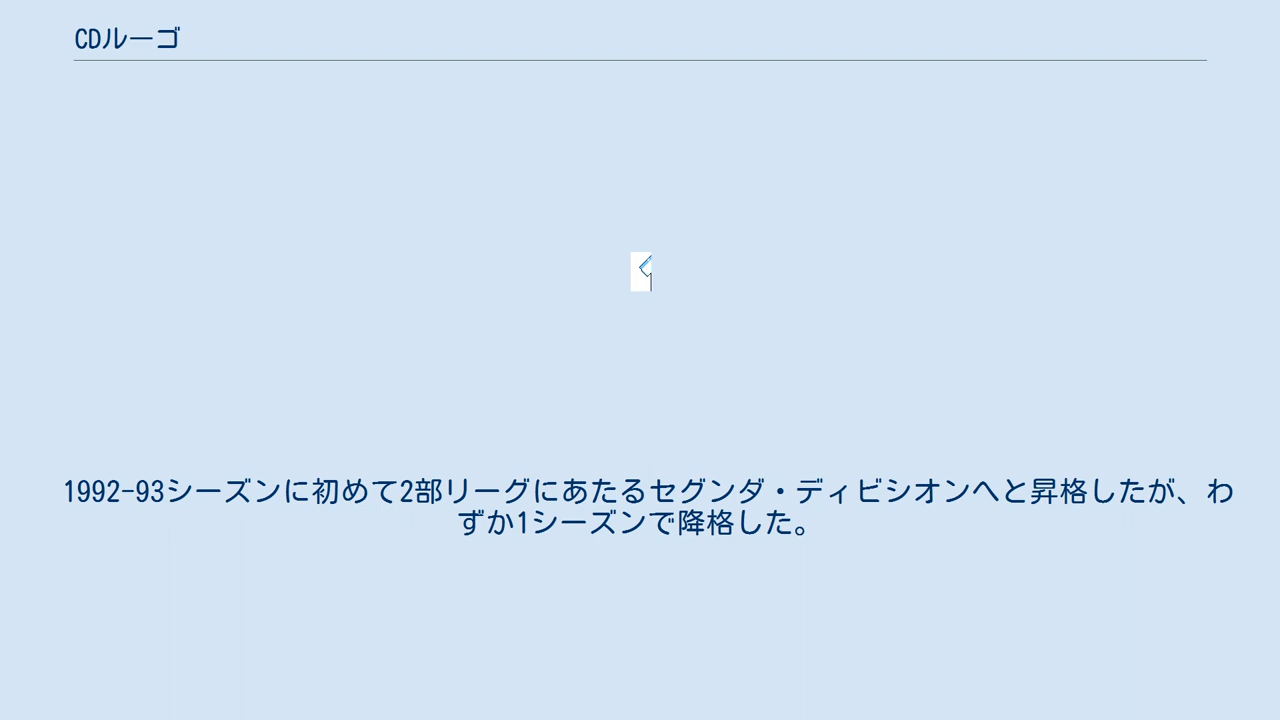 CDルーゴ
1992-93シーズンに初めて2部リーグにあたるセグンダ・ディビシオンへと昇格したが、わ
ずか1シーズンで降格した。